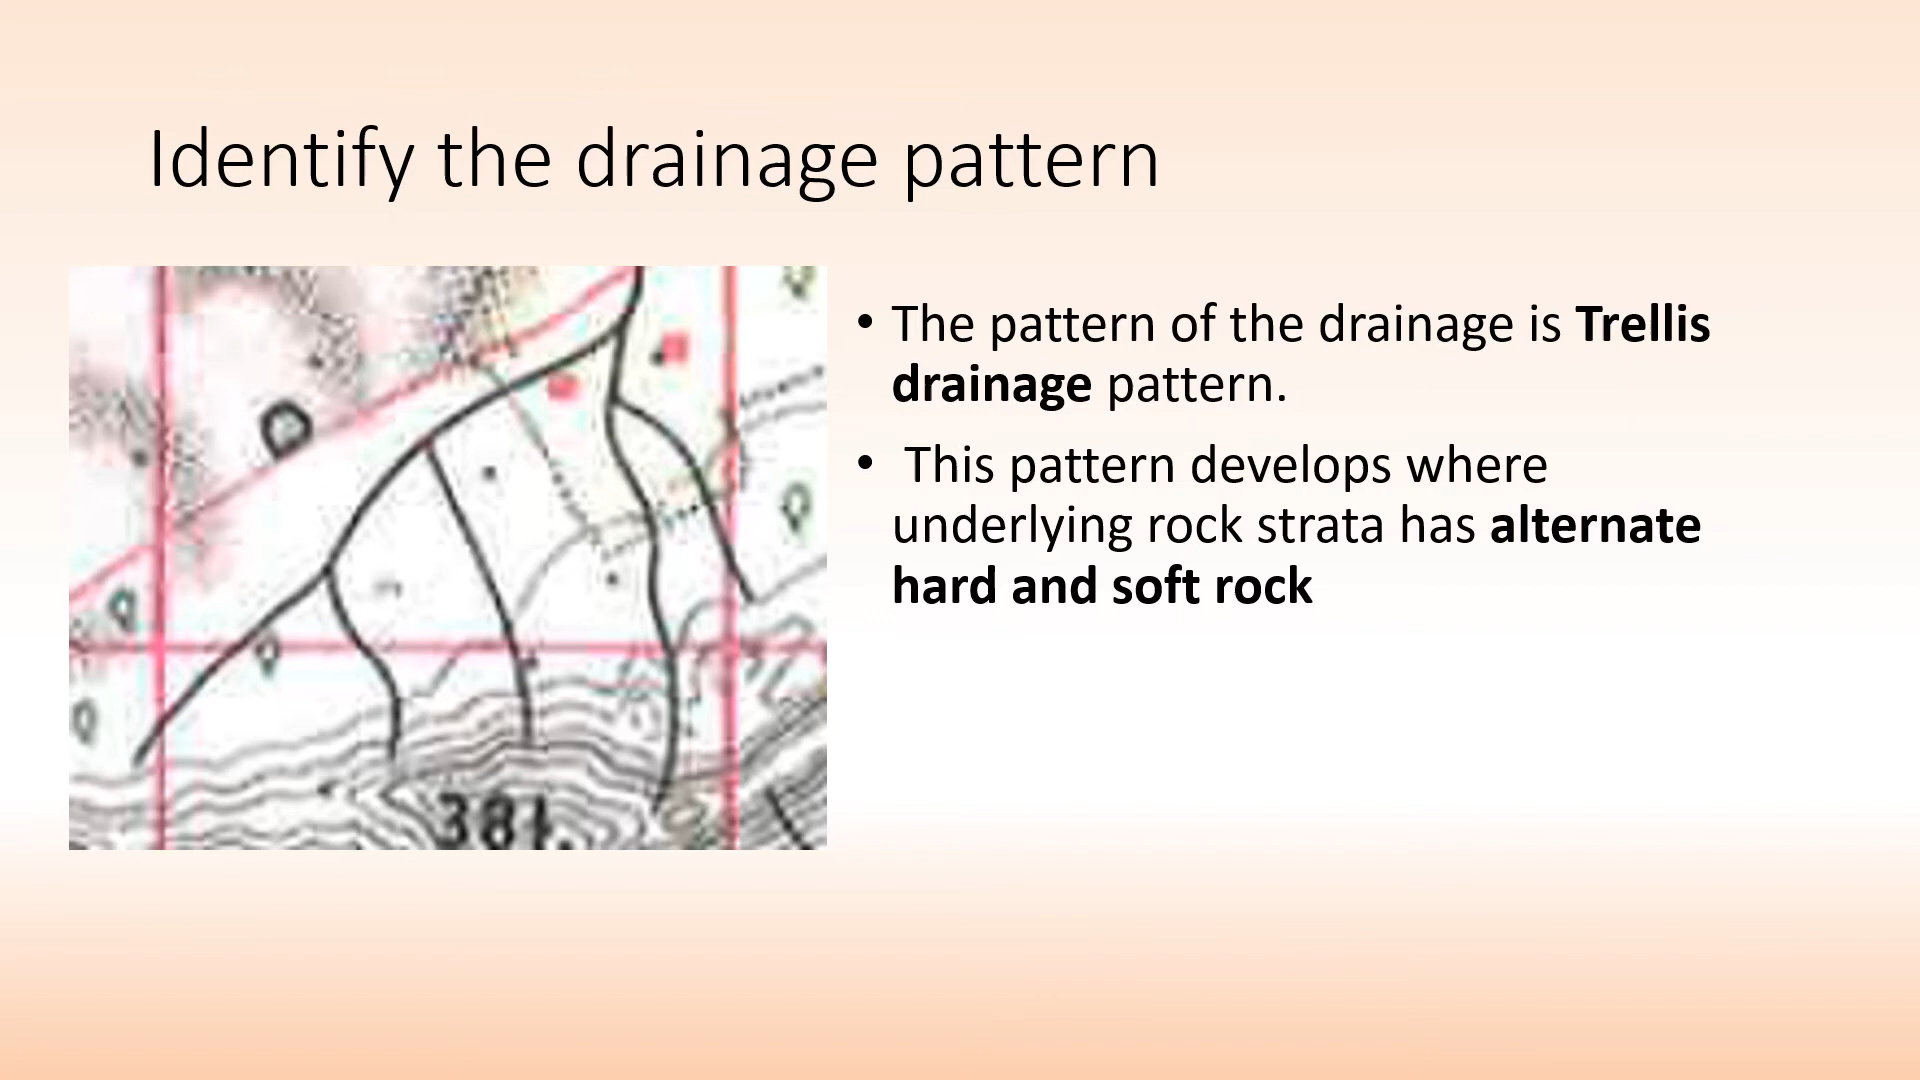 Identify the drainage pattern
• The pattern of the drainage is Trellis
drainage pattern.
• This pattern develops where
underlying rock strata has alternate
hard and soft rock
381